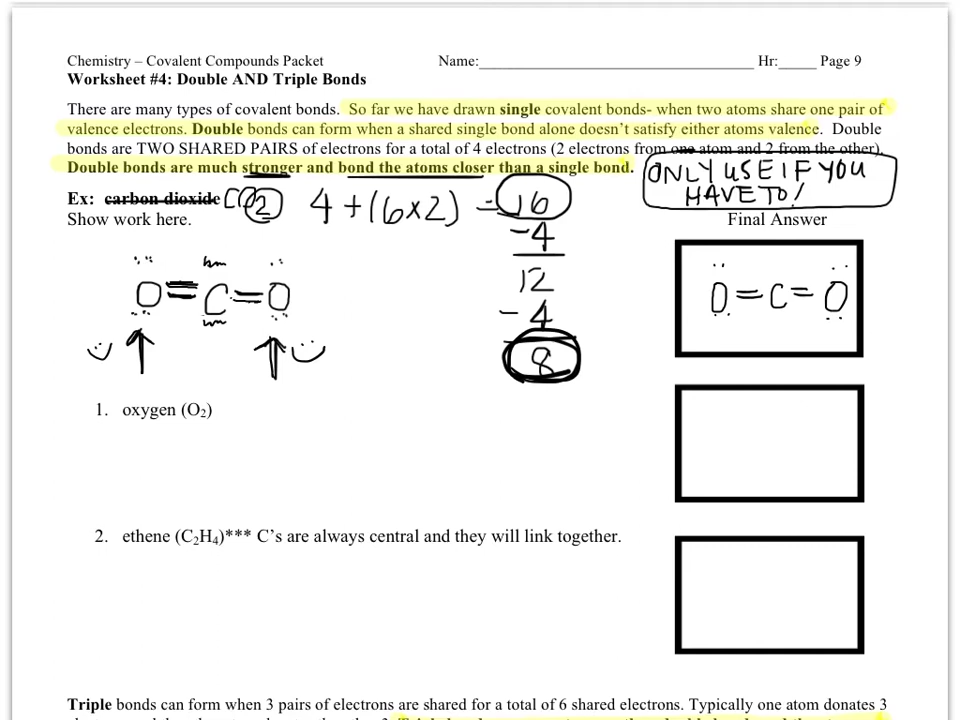 Chemistry – Covalent Compounds Packet Name:___ Hr:___ Page 9
Worksheet #4: Double AND Triple Bonds
There are many types of covalent bonds. So far we have drawn single covalent bonds- when two atoms share one pair of
valence electrons. Double bonds can form when a shared single bond alone doesn't satisfy either atoms valence. Double
bonds are TWO SHARED PAIRS of electrons for a total of 4 electrons (2 electrons from one atom and 2 from the other).
Double bonds are much stronger and bond the atoms closer than a single bond.
ONLY USE IF YOU
HAVE TO!
Ex: carbon dioxide CO2 4 + (6x2) = 16
Show work here.
Final Answer
-4
12
-4
8
O=C=O
O=C=O
1. oxygen (O₂)
2. ethene (C₂H₄)*** C's are always central and they will link together.
Triple bonds can form when 3 pairs of electrons are shared for a total of 6 shared electrons. Typically one atom donates 3